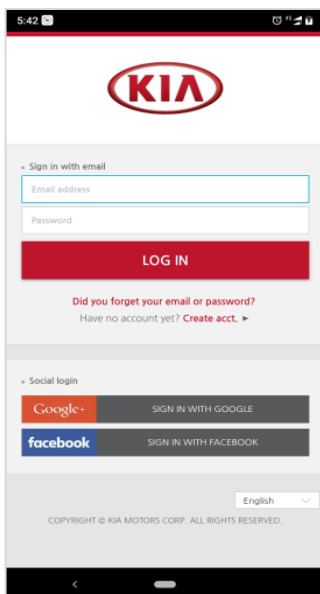 5:42
KIA
Sign in with email
Email address
Password
LOG IN
Did you forget your email or password?
Have no account yet? Create acct. ►
Social login
Google+ SIGN IN WITH GOOGLE
facebook SIGN IN WITH FACEBOOK
English
COPYRIGHT © KIA MOTORS CORP. ALL RIGHTS RESERVED.